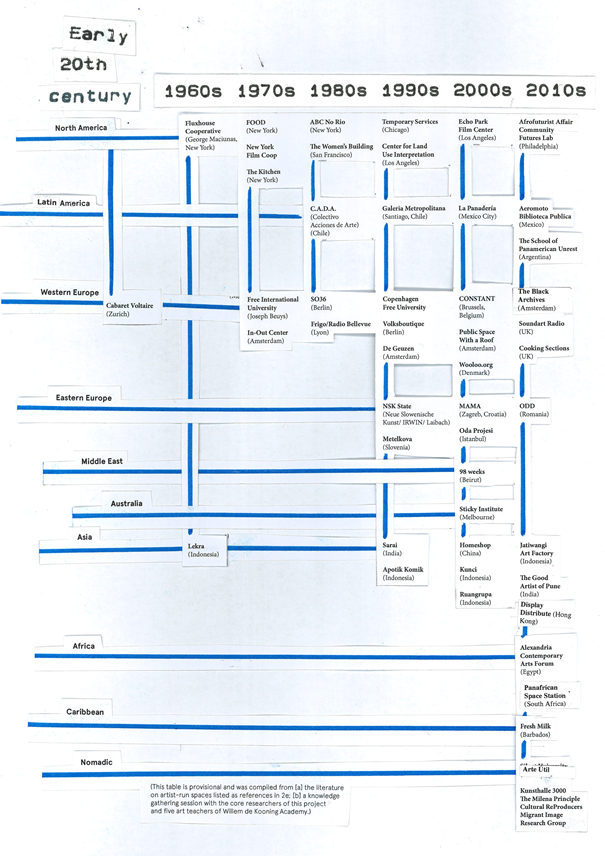 Early
20th
century
1960s 1970s 1980s 1990s 2000s 2010s
North America
Fluxhouse
Cooperative
(George Maciunas,
New York)
FOOD
(New York)
New York
Film Coop
The Kitchen
(New York)
ABC No Rio
(New York)
The Women's Building
(San Francisco)
Temporary Services
(Chicago)
Center for Land
Use Interpretation
(Los Angeles)
Echo Park
Film Center
(Los Angeles)
Afrofuturist Affair
Community
Futures Lab
(Philadelphia)
Latin America
C.A.D.A.
(Colectivo
Acciones de Arte)
(Chile)
Galeria Metropolitana
(Santiago, Chile)
La Panaderia
(Mexico City)
Aeromoto
Biblioteca Publica
(Mexico)
The School of
Panamerican Unrest
(Argentina)
Western Europe
Cabaret Voltaire
(Zurich)
Free International
University
(Joseph Beuys)
In-Out Center
(Amsterdam)
SO36
(Berlin)
Frigo/Radio Bellevue
(Lyon)
Copenhagen
Free University
Volksboutique
(Berlin)
De Geuzen
(Amsterdam)
CONSTANT
(Brussels,
Belgium)
Public Space
With a Roof
(Amsterdam)
Wooloo.org
(Denmark)
The Black
Archives
(Amsterdam)
Soundart Radio
(UK)
Cooking Sections
(UK)
Eastern Europe
NSK State
(Neue Slowenische
Kunst/ IRWIN/ Laibach)
Metelkova
(Slovenia)
MAMA
(Zagreb, Croatia)
Oda Projesi
(Istanbul)
ODD
(Romania)
Middle East
98 weeks
(Beirut)
Australia
Sticky Institute
(Melbourne)
Asia
Lekra
(Indonesia)
Sarai
(India)
Apotik Komik
(Indonesia)
Homeshop
(China)
Kunci
(Indonesia)
Ruangrupa
(Indonesia)
Jatiwangi
Art Factory
(Indonesia)
The Good
Artist of Pune
(India)
Display
Distribute (Hong
Kong)
Africa
Alexandria
Contemporary
Arts Forum
(Egypt)
Panafrican
Space Station
(South Africa)
Caribbean
Fresh Milk
(Barbados)
Nomadic
Arte Util
Kunsthalle 3000
The Milena Principle
Cultural ReProducers
Migrant Image
Research Group
(This table is provisional and was compiled from [a] the literature
on artist-run spaces listed as references in 2e; [b] a knowledge
gathering session with the core researchers of this project
and five art teachers of Willem de Kooning Academy.)